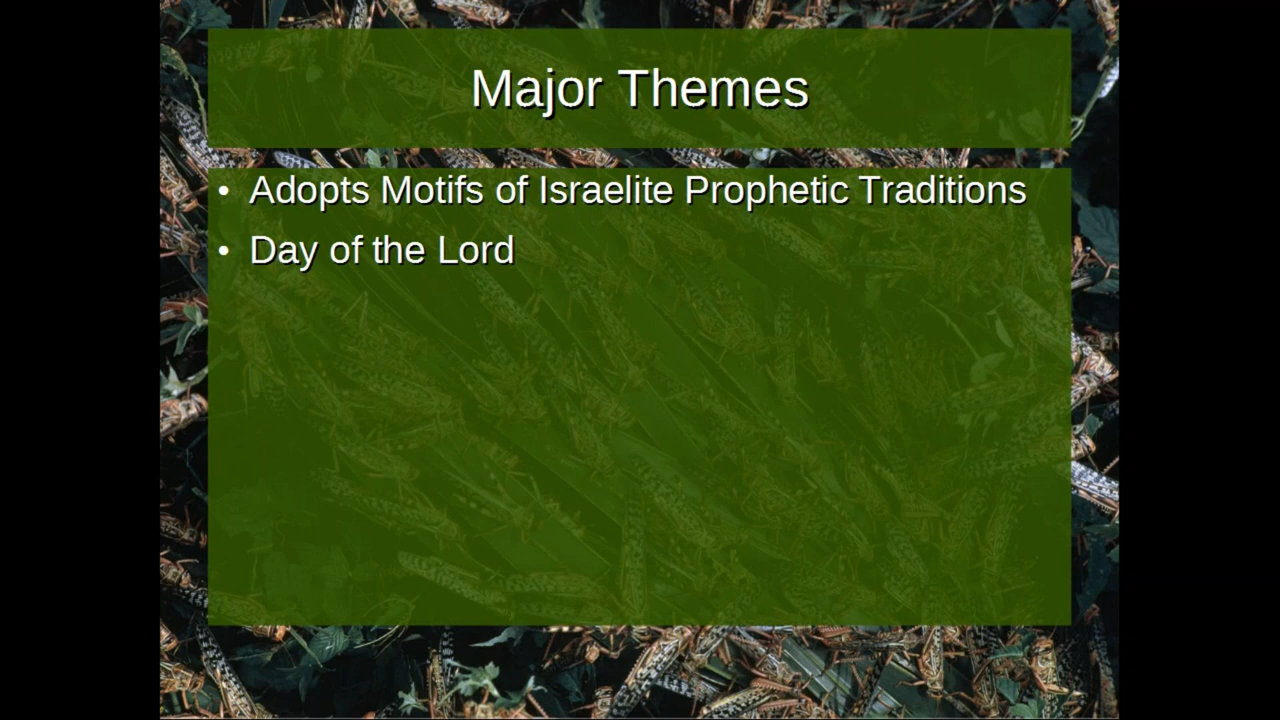 Major Themes
• Adopts Motifs of Israelite Prophetic Traditions
• Day of the Lord